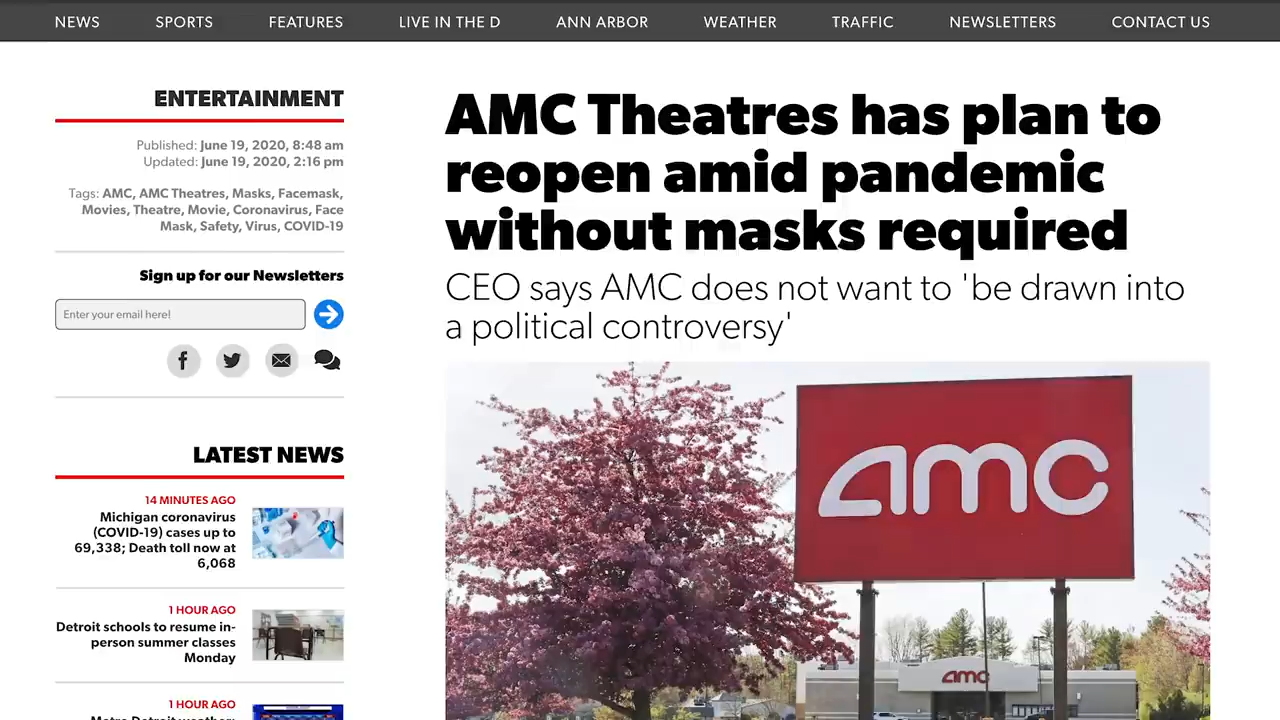 NEWS SPORTS FEATURES LIVE IN THE D ANN ARBOR WEATHER TRAFFIC NEWSLETTERS CONTACT US
ENTERTAINMENT
Published: June 19, 2020, 8:48 am
Updated: June 19, 2020, 2:16 pm
Tags: AMC, AMC Theatres, Masks, Facemask,
Movies, Theatre, Movie, Coronavirus, Face
Mask, Safety, Virus, COVID-19
Sign up for our Newsletters
Enter your email here!
LATEST NEWS
14 MINUTES AGO
Michigan coronavirus
(COVID-19) cases up to
69,338; Death toll now at
6,068
1 HOUR AGO
Detroit schools to resume in-
person summer classes
Monday
1 HOUR AGO
Metro Detroit weather:
AMC Theatres has plan to
reopen amid pandemic
without masks required
CEO says AMC does not want to 'be drawn into
a political controversy'
amc
amc